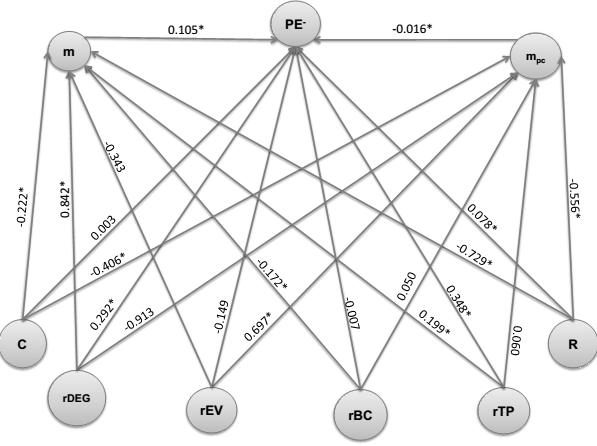 PE-
0.105*
-0.016*
m
mpc
-0.343
-0.222*
0.842*
-0.556*
0.003
0.078*
-0.406*
-0.729*
-0.172*
0.050
0.292*
-0.913
-0.149
0.697*
-0.007
0.348*
0.199*
0.060
C
R
rDEG
rEV
rBC
rTP